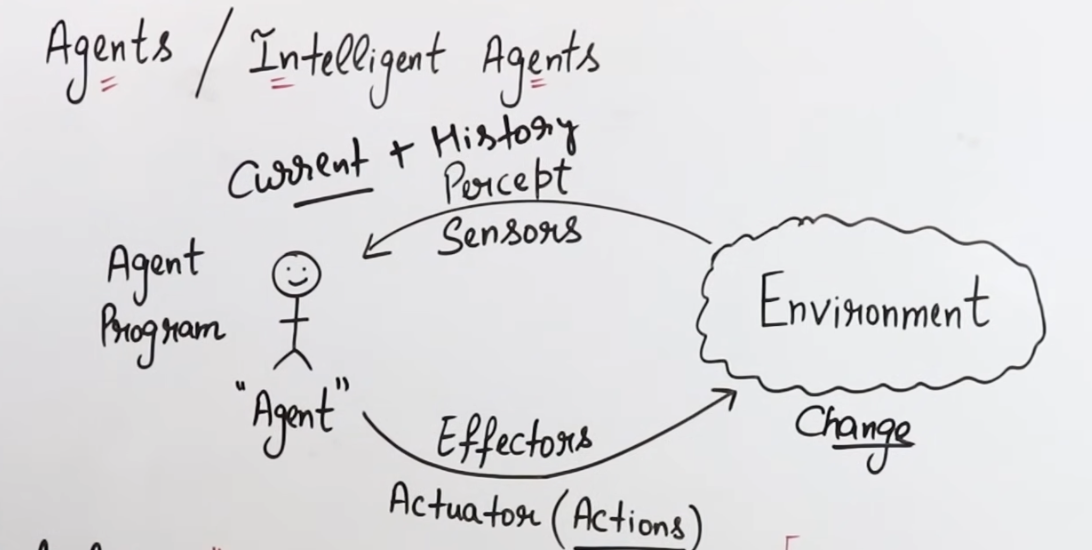 Agents / Intelligent Agents
Current + History
Percept
Sensors
Agent
Program
"Agent"
Environment
Change
Effectors
Actuator (Actions)